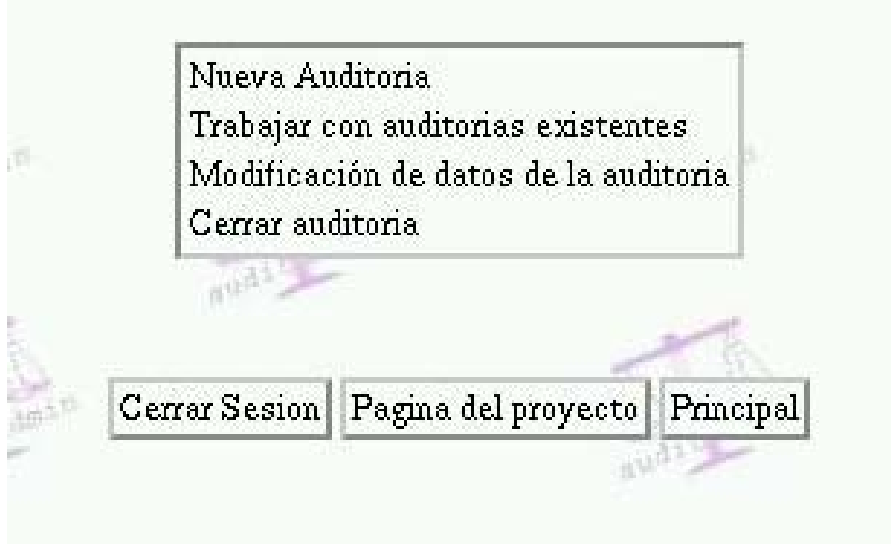 Nueva Auditoria
Trabajar con auditorias existentes
Modificación de datos de la auditoria
Cerrar auditoria
Cerrar Sesion Pagina del proyecto Principal